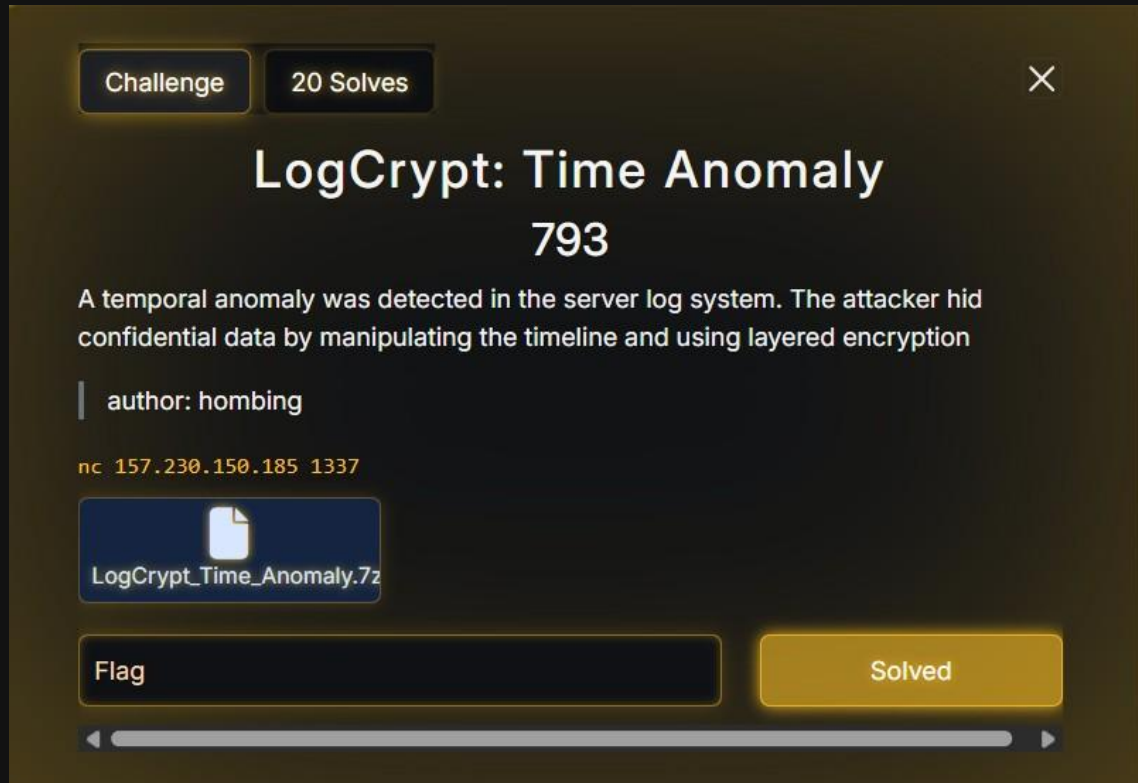 Challenge
20 Solves
LogCrypt: Time Anomaly
793
A temporal anomaly was detected in the server log system. The attacker hid
confidential data by manipulating the timeline and using layered encryption
author: hombing
nc 157.230.150.185 1337
LogCrypt_Time_Anomaly.7z
Flag
Solved